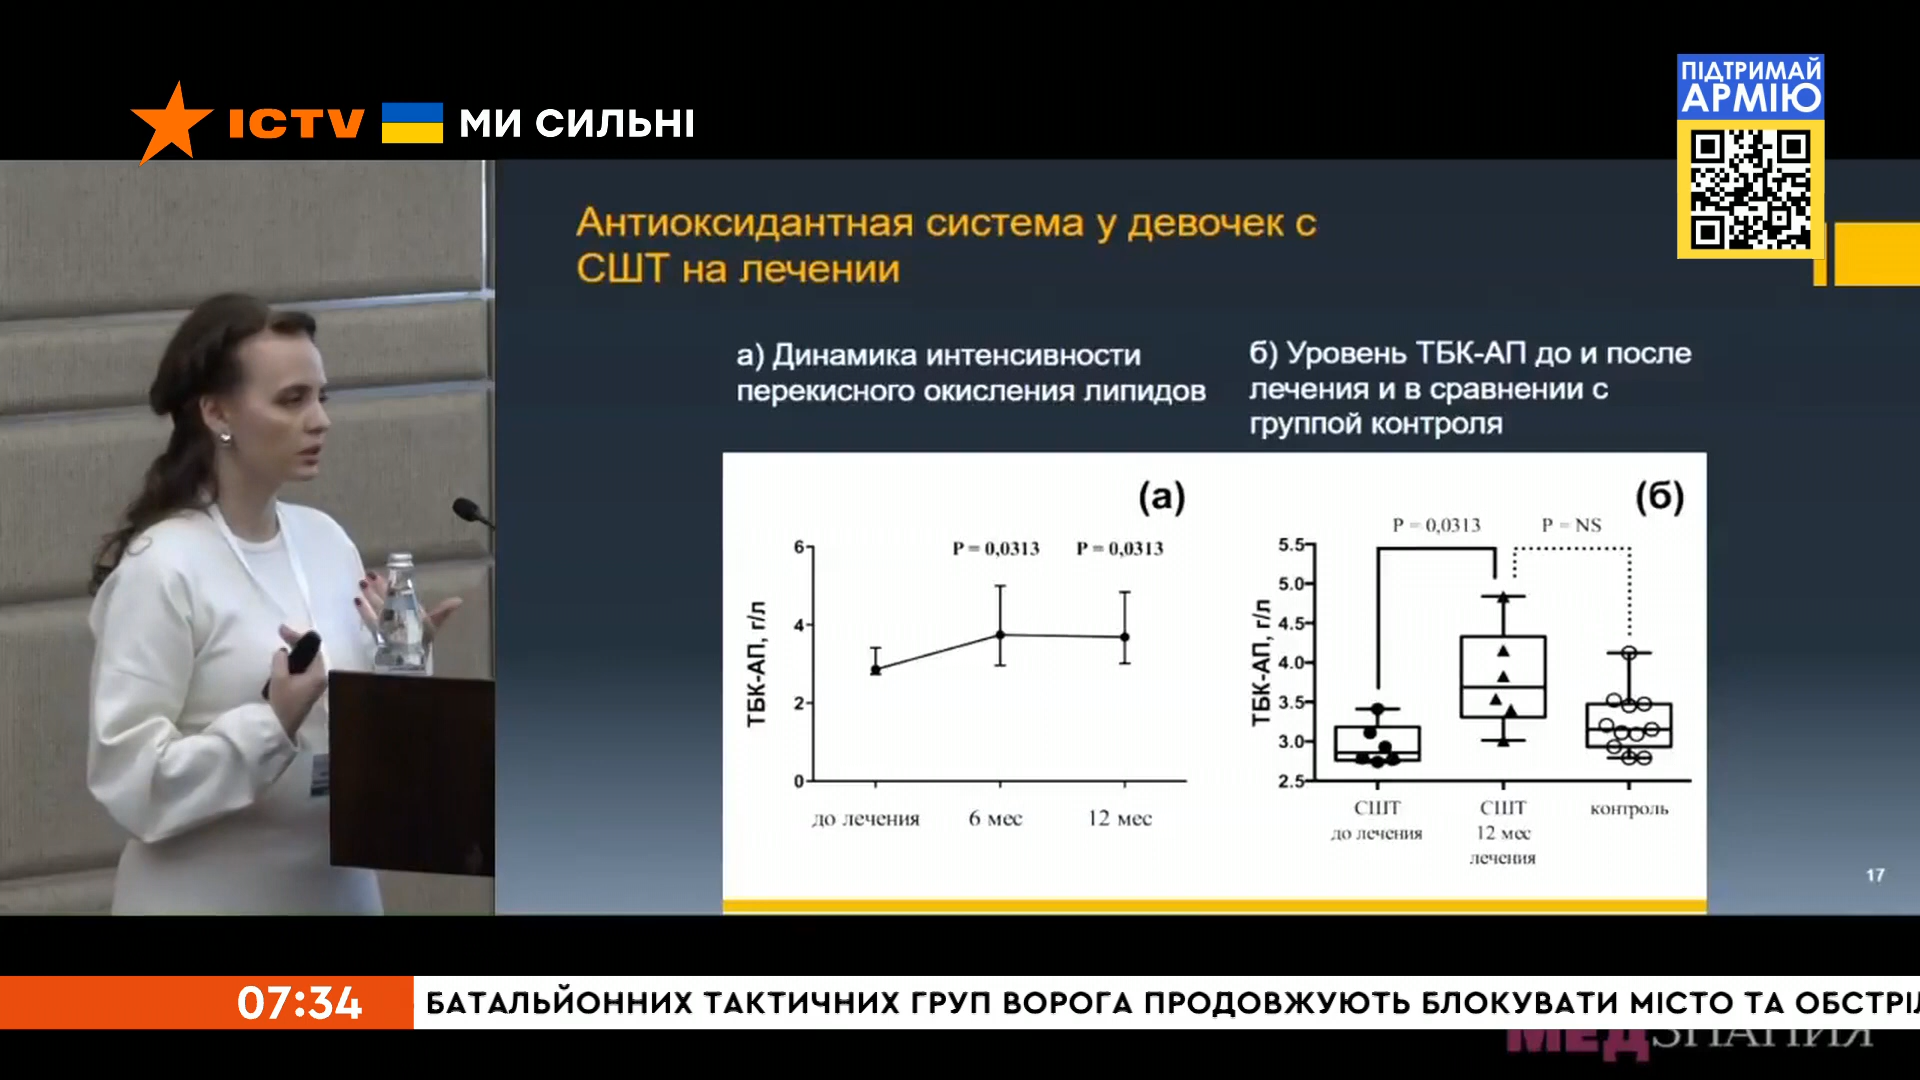 ICTV МИ СИЛЬНІ
ПІДТРИМАЙ
АРМІЮ
Антиоксидантная система у девочек с
СШТ на лечении
а) Динамика интенсивности
перекисного окисления липидов
б) Уровень ТБК-АП до и после
лечения и в сравнении с
группой контроля
(а)
P = 0,0313 P = 0,0313
ТБК-АП, г/л
6
4
2
0
до лечения 6 мес 12 мес
(б)
P = 0,0313 P = NS
ТБК-АП, г/л
5.5
5.0
4.5
4.0
3.5
3.0
2.5
СШТ
до лечения
СШТ
12 мес
лечения
контроль
17
07:34 БАТАЛЬЙОННИХ ТАКТИЧНИХ ГРУП ВОРОГА ПРОДОВЖУЮТЬ БЛОКУВАТИ МІСТО ТА ОБСТРІЛ
МЕДЗНАНИЯ